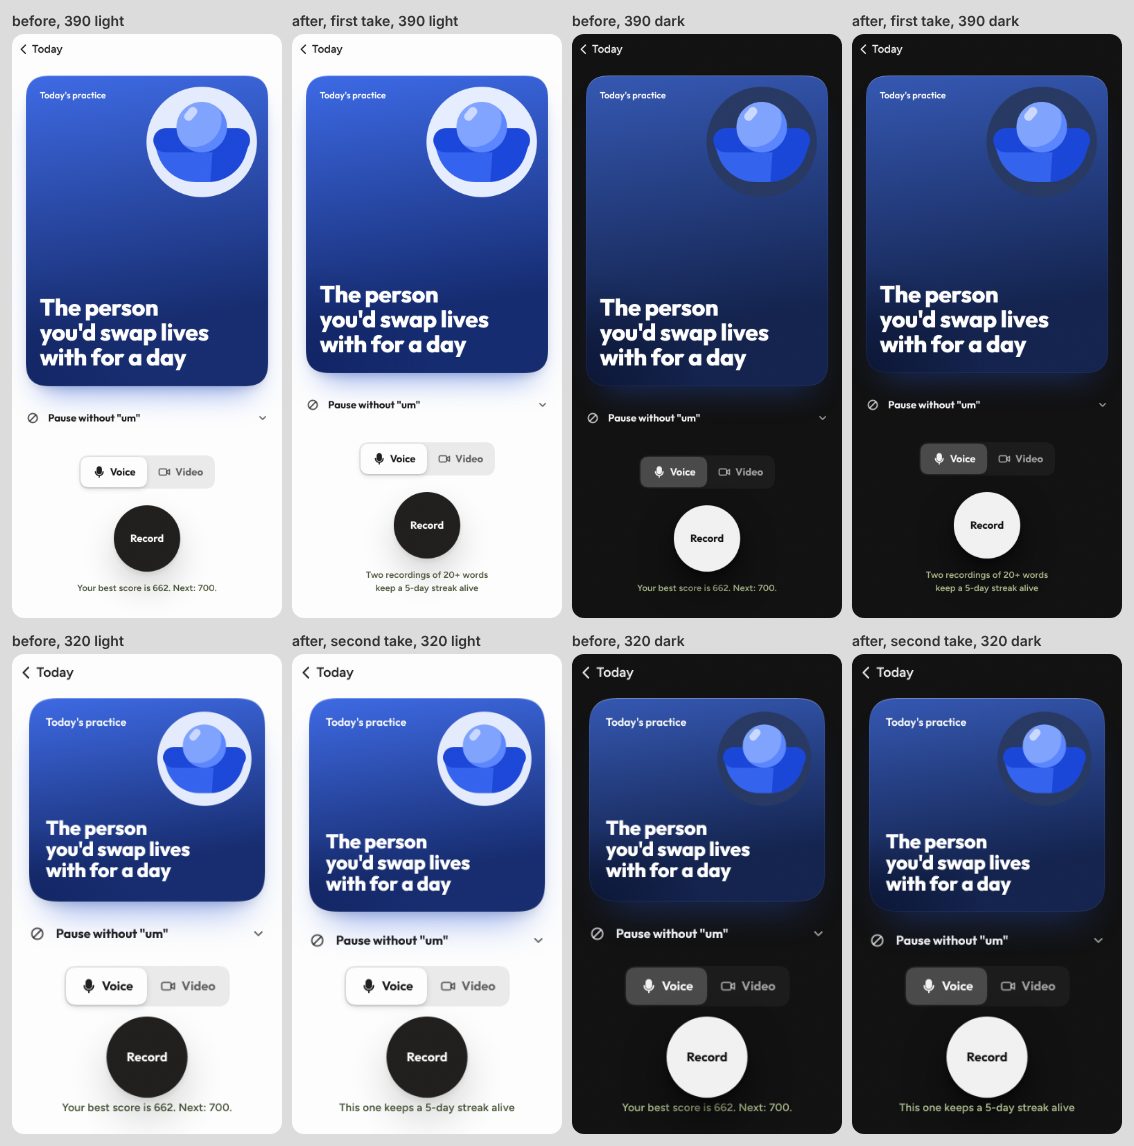 before, 390 light
Today
Today's practice
The person
you'd swap lives
with for a day
Pause without "um"
Voice
Video
Record
Your best score is 662. Next: 700.
after, first take, 390 light
Today
Today's practice
The person
you'd swap lives
with for a day
Pause without "um"
Voice
Video
Record
Two recordings of 20+ words
keep a 5-day streak alive
before, 390 dark
Today
Today's practice
The person
you'd swap lives
with for a day
Pause without "um"
Voice
Video
Record
Your best score is 662. Next: 700.
after, first take, 390 dark
Today
Today's practice
The person
you'd swap lives
with for a day
Pause without "um"
Voice
Video
Record
Two recordings of 20+ words
keep a 5-day streak alive
before, 320 light
Today
Today's practice
The person
you'd swap lives
with for a day
Pause without "um"
Voice
Video
Record
Your best score is 662. Next: 700.
after, second take, 320 light
Today
Today's practice
The person
you'd swap lives
with for a day
Pause without "um"
Voice
Video
Record
This one keeps a 5-day streak alive
before, 320 dark
Today
Today's practice
The person
you'd swap lives
with for a day
Pause without "um"
Voice
Video
Record
Your best score is 662. Next: 700.
after, second take, 320 dark
Today
Today's practice
The person
you'd swap lives
with for a day
Pause without "um"
Voice
Video
Record
This one keeps a 5-day streak alive